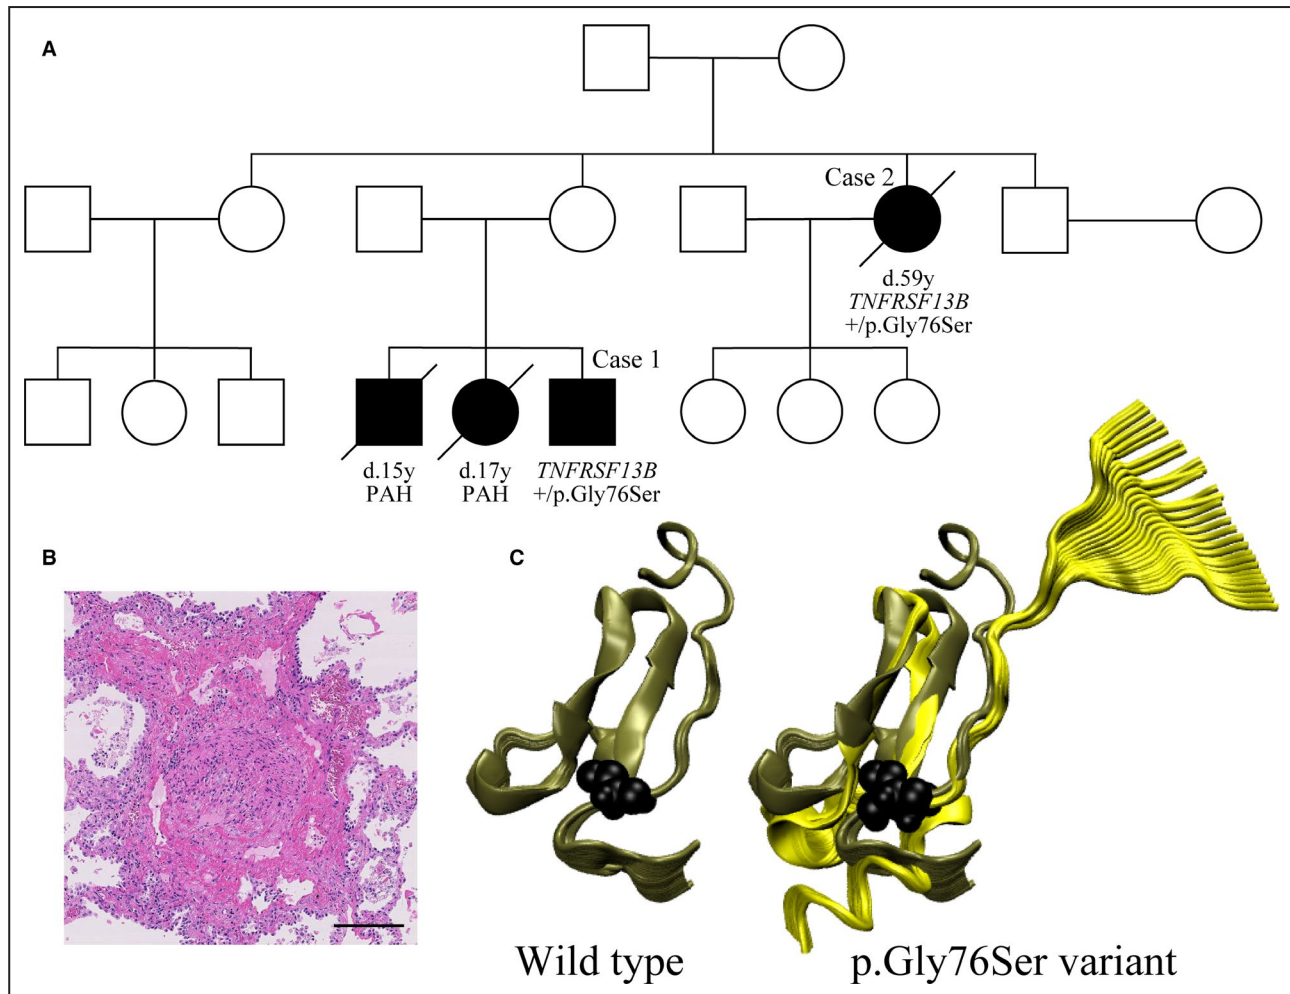 A
Case 2
d.59y
TNFRSF13B
+/p.Gly76Ser
Case 1
d.15y
PAH
d.17y
PAH
TNFRSF13B
+/p.Gly76Ser
B
C
Wild type
p.Gly76Ser variant